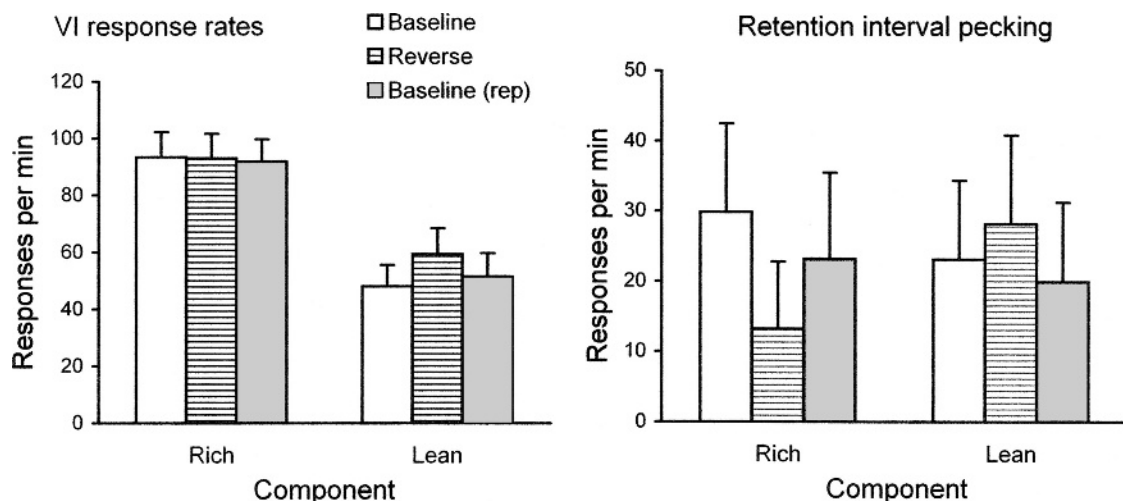 VI response rates
Baseline
Reverse
Baseline (rep)
Responses per min
120
100
80
60
40
20
0
Rich Lean
Component
Retention interval pecking
Responses per min
50
40
30
20
10
0
Rich Lean
Component